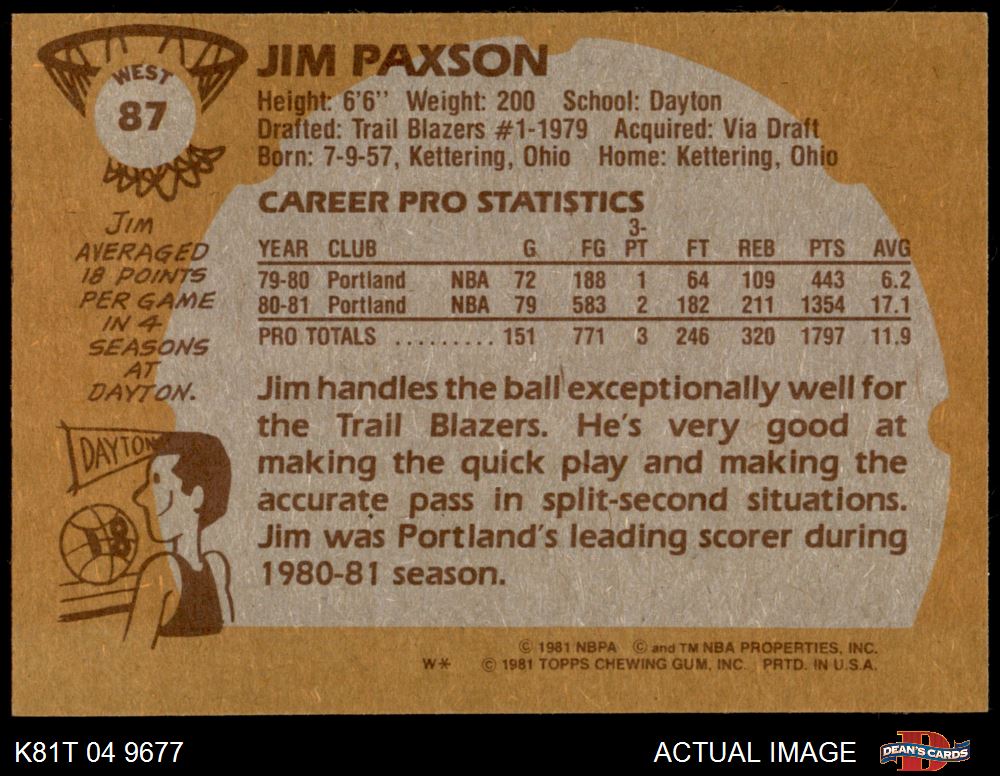 WEST
87
JIM PAXSON
Height: 6'6'' Weight: 200 School: Dayton
Drafted: Trail Blazers #1-1979 Acquired: Via Draft
Born: 7-9-57, Kettering, Ohio Home: Kettering, Ohio
CAREER PRO STATISTICS
YEAR CLUB G FG 3-PT FT REB PTS AVG
79-80 Portland NBA 72 188 1 64 109 443 6.2
80-81 Portland NBA 79 583 2 182 211 1354 17.1
PRO TOTALS ......... 151 771 3 246 320 1797 11.9
JIM
AVERAGED
18 POINTS
PER GAME
IN 4
SEASONS
AT
DAYTON.
DAYTON
18
Jim handles the ball exceptionally well for
the Trail Blazers. He's very good at
making the quick play and making the
accurate pass in split-second situations.
Jim was Portland's leading scorer during
1980-81 season.
© 1981 NBPA © and TM NBA PROPERTIES, INC.
W* © 1981 TOPPS CHEWING GUM, INC. PRTD. IN U.S.A.
K81T 04 9677
ACTUAL IMAGE
D
DEAN'S CARDS